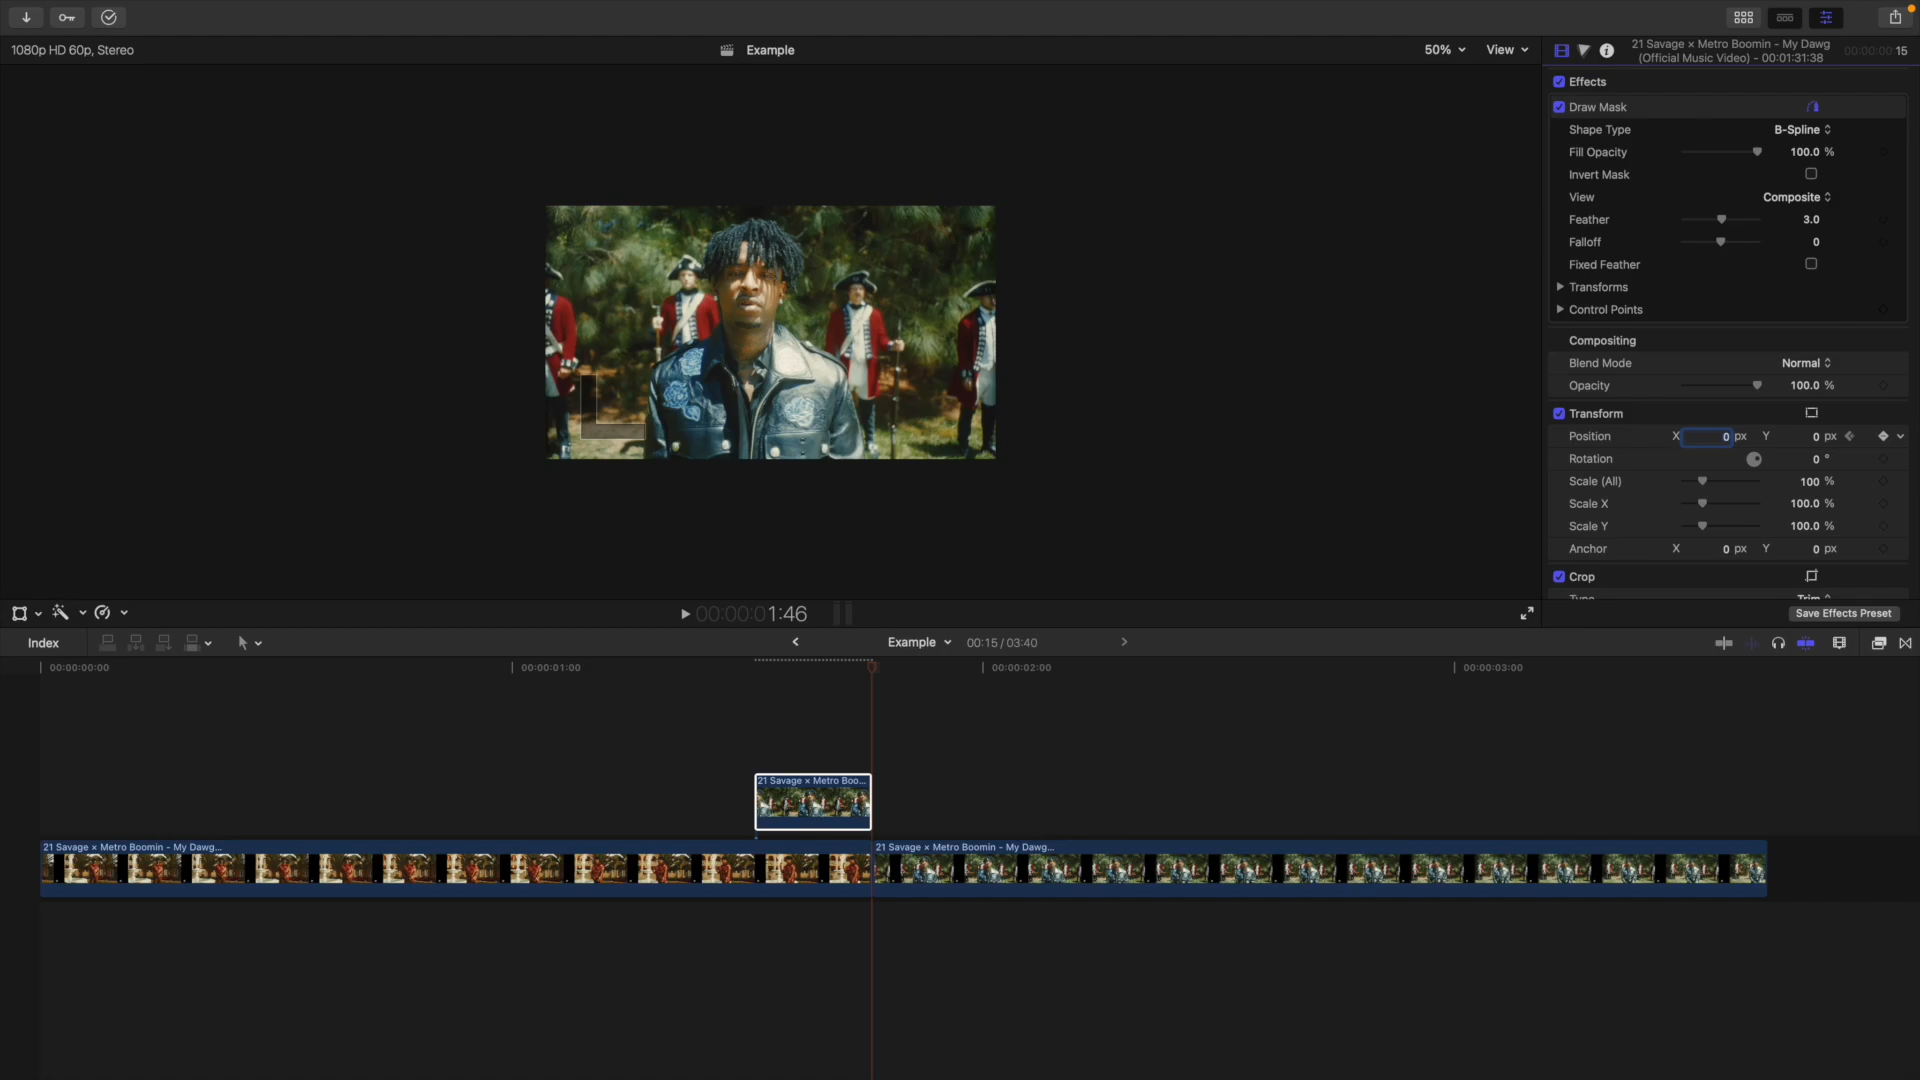 1080p HD 60p, Stereo
Example
50%
View
21 Savage × Metro Boomin - My Dawg
(Official Music Video) - 00:01:31:38
00:00:00:15
Effects
Draw Mask
Shape Type B-Spline
Fill Opacity 100.0 %
Invert Mask
View Composite
Feather 3.0
Falloff 0
Fixed Feather
Transforms
Control Points
Compositing
Blend Mode Normal
Opacity 100.0 %
Transform
Position X 0 px Y 0 px
Rotation 0 °
Scale (All) 100 %
Scale X 100.0 %
Scale Y 100.0 %
Anchor X 0 px Y 0 px
Crop
Type Trim
00:00:01:46
Save Effects Preset
Index
Example
00:15 / 03:40
00:00:00:00
00:00:01:00
00:00:02:00
00:00:03:00
21 Savage × Metro Boo...
21 Savage × Metro Boomin - My Dawg...
21 Savage × Metro Boomin - My Dawg...